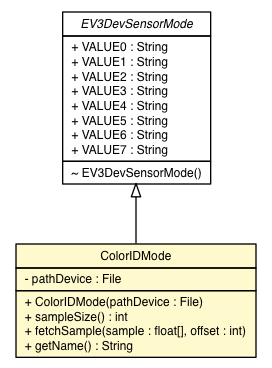 EV3DevSensorMode
+ VALUE0 : String
+ VALUE1 : String
+ VALUE2 : String
+ VALUE3 : String
+ VALUE4 : String
+ VALUE5 : String
+ VALUE6 : String
+ VALUE7 : String
~ EV3DevSensorMode()
ColorIDMode
- pathDevice : File
+ ColorIDMode(pathDevice : File)
+ sampleSize() : int
+ fetchSample(sample : float[], offset : int)
+ getName() : String